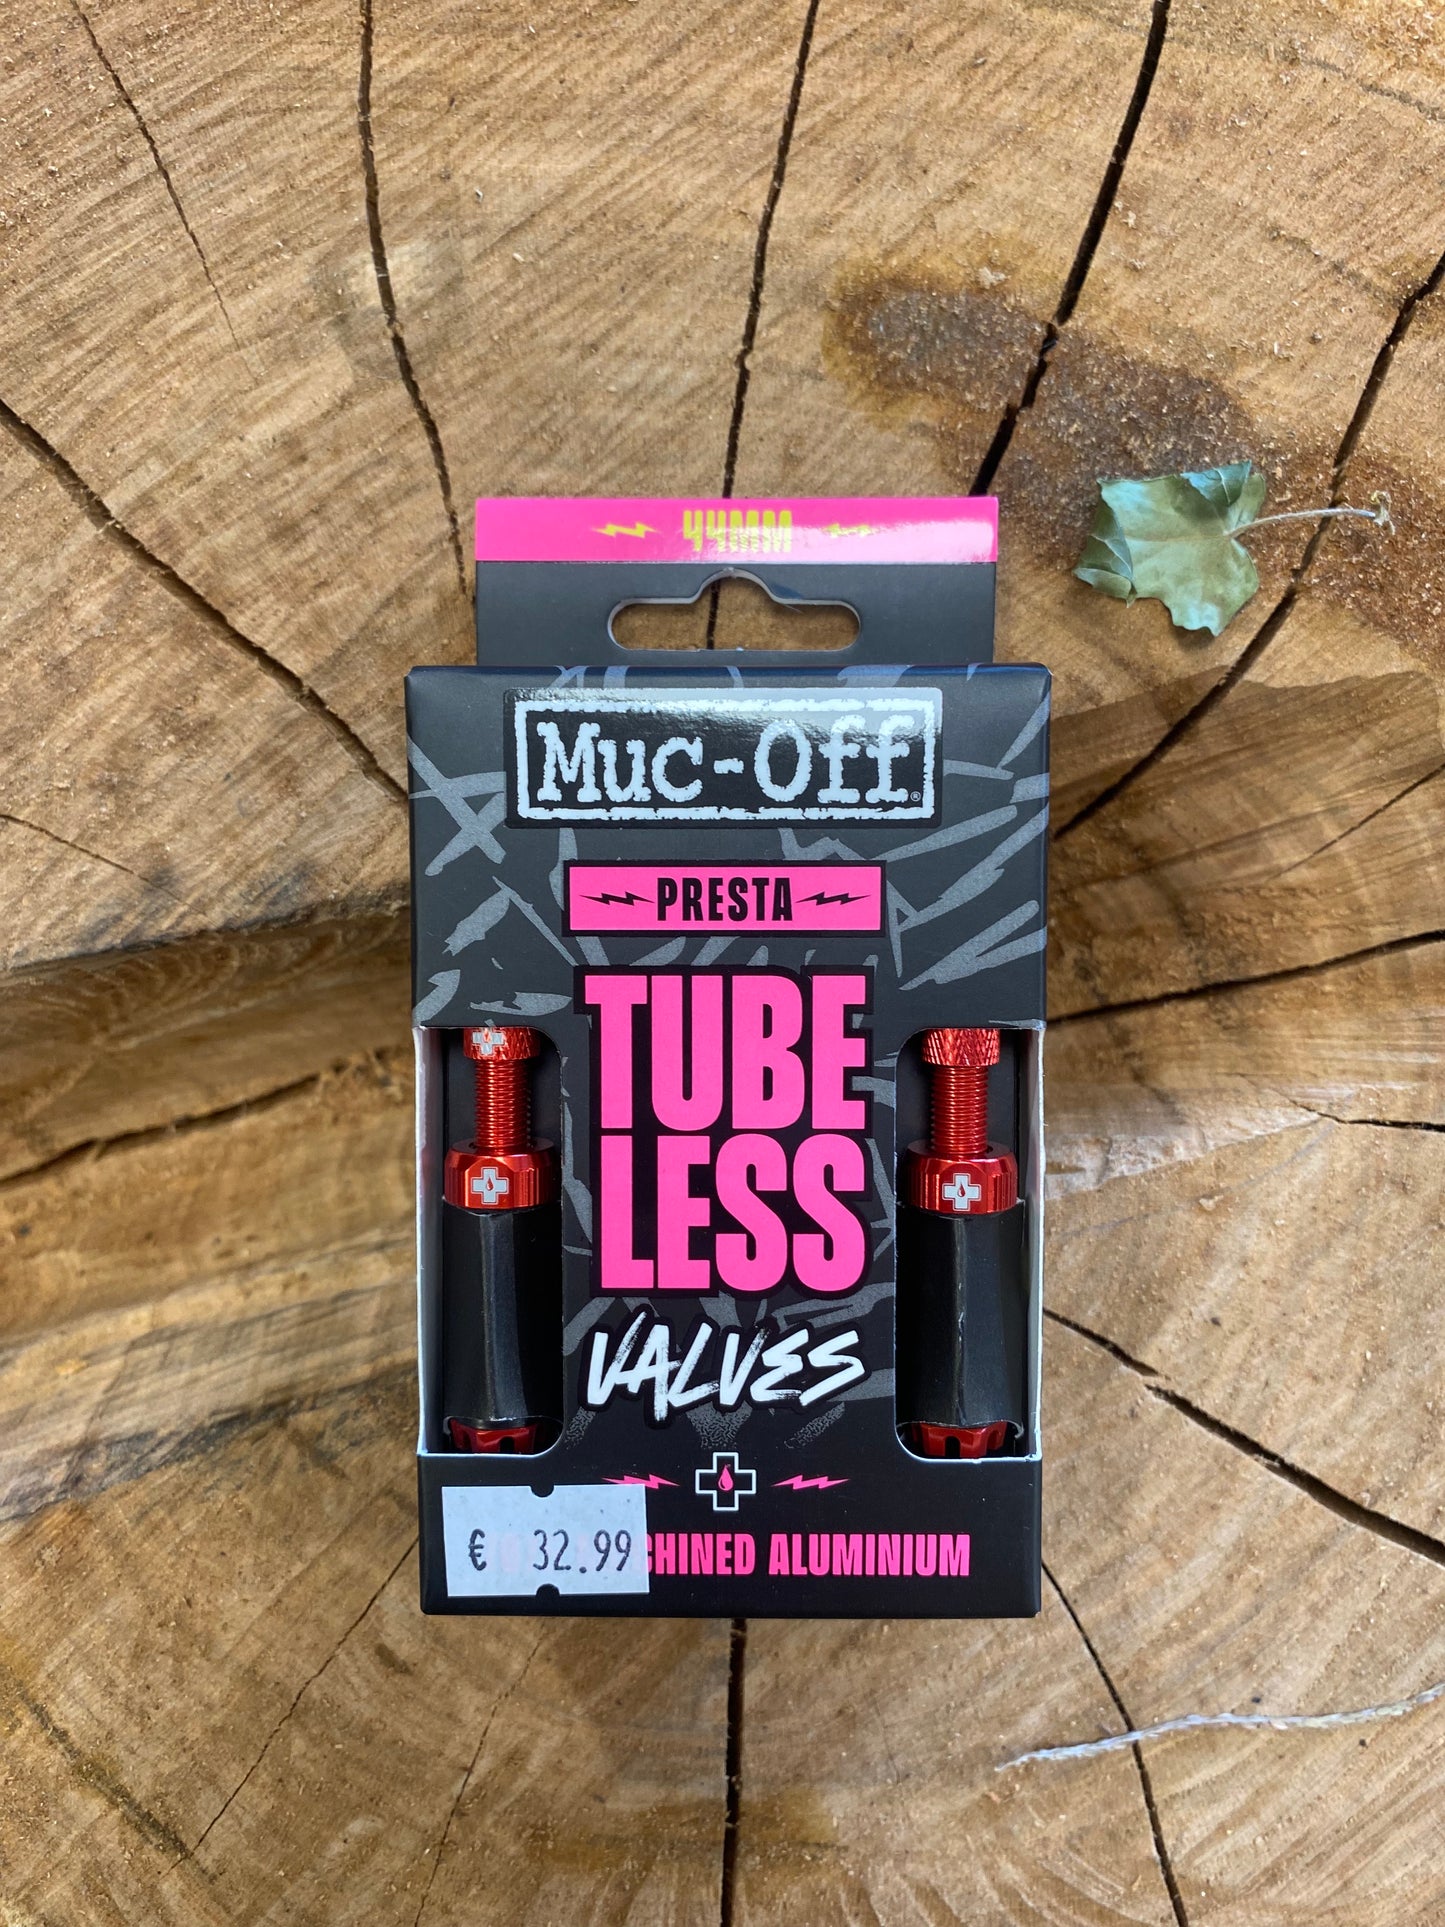 44MM
Muc-Off®
PRESTA
TUBE
LESS
VALVES
€ 32.99
CHINED ALUMINIUM